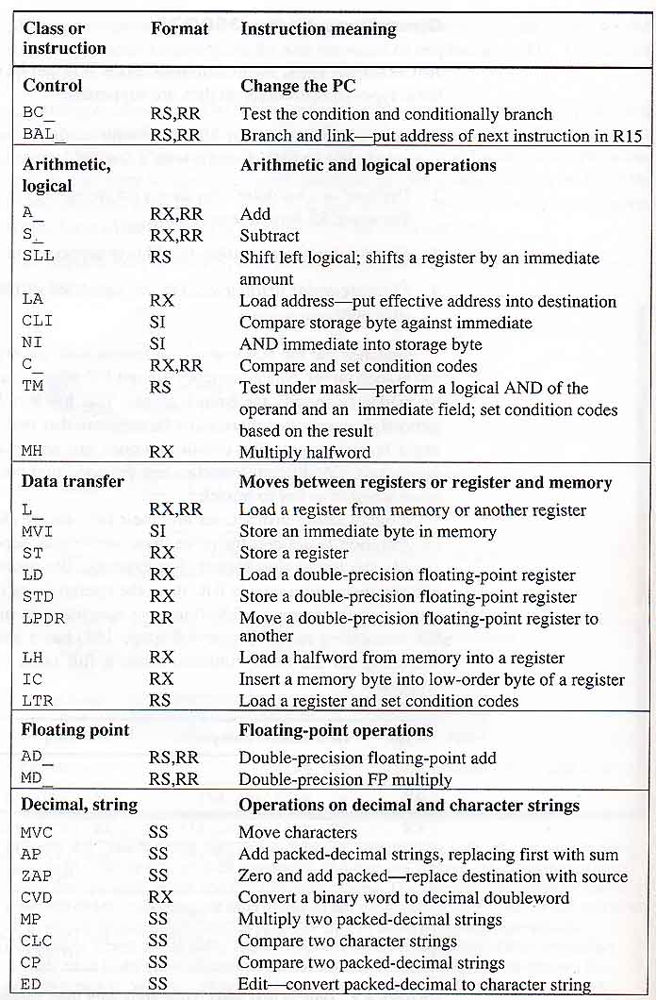 Class or Format Instruction meaning
instruction
Control Change the PC
BC_ RS,RR Test the condition and conditionally branch
BAL_ RS,RR Branch and link—put address of next instruction in R15
Arithmetic, Arithmetic and logical operations
logical
A_ RX,RR Add
S_ RX,RR Subtract
SLL RS Shift left logical; shifts a register by an immediate
amount
LA RX Load address—put effective address into destination
CLI SI Compare storage byte against immediate
NI SI AND immediate into storage byte
C_ RX,RR Compare and set condition codes
TM RS Test under mask—perform a logical AND of the
operand and an immediate field; set condition codes
based on the result
MH RX Multiply halfword
Data transfer Moves between registers or register and memory
L_ RX,RR Load a register from memory or another register
MVI SI Store an immediate byte in memory
ST RX Store a register
LD RX Load a double-precision floating-point register
STD RX Store a double-precision floating-point register
LPDR RR Move a double-precision floating-point register to
another
LH RX Load a halfword from memory into a register
IC RX Insert a memory byte into low-order byte of a register
LTR RS Load a register and set condition codes
Floating point Floating-point operations
AD_ RS,RR Double-precision floating-point add
MD_ RS,RR Double-precision FP multiply
Decimal, string Operations on decimal and character strings
MVC SS Move characters
AP SS Add packed-decimal strings, replacing first with sum
ZAP SS Zero and add packed—replace destination with source
CVD RX Convert a binary word to decimal doubleword
MP SS Multiply two packed-decimal strings
CLC SS Compare two character strings
CP SS Compare two packed-decimal strings
ED SS Edit—convert packed-decimal to character string